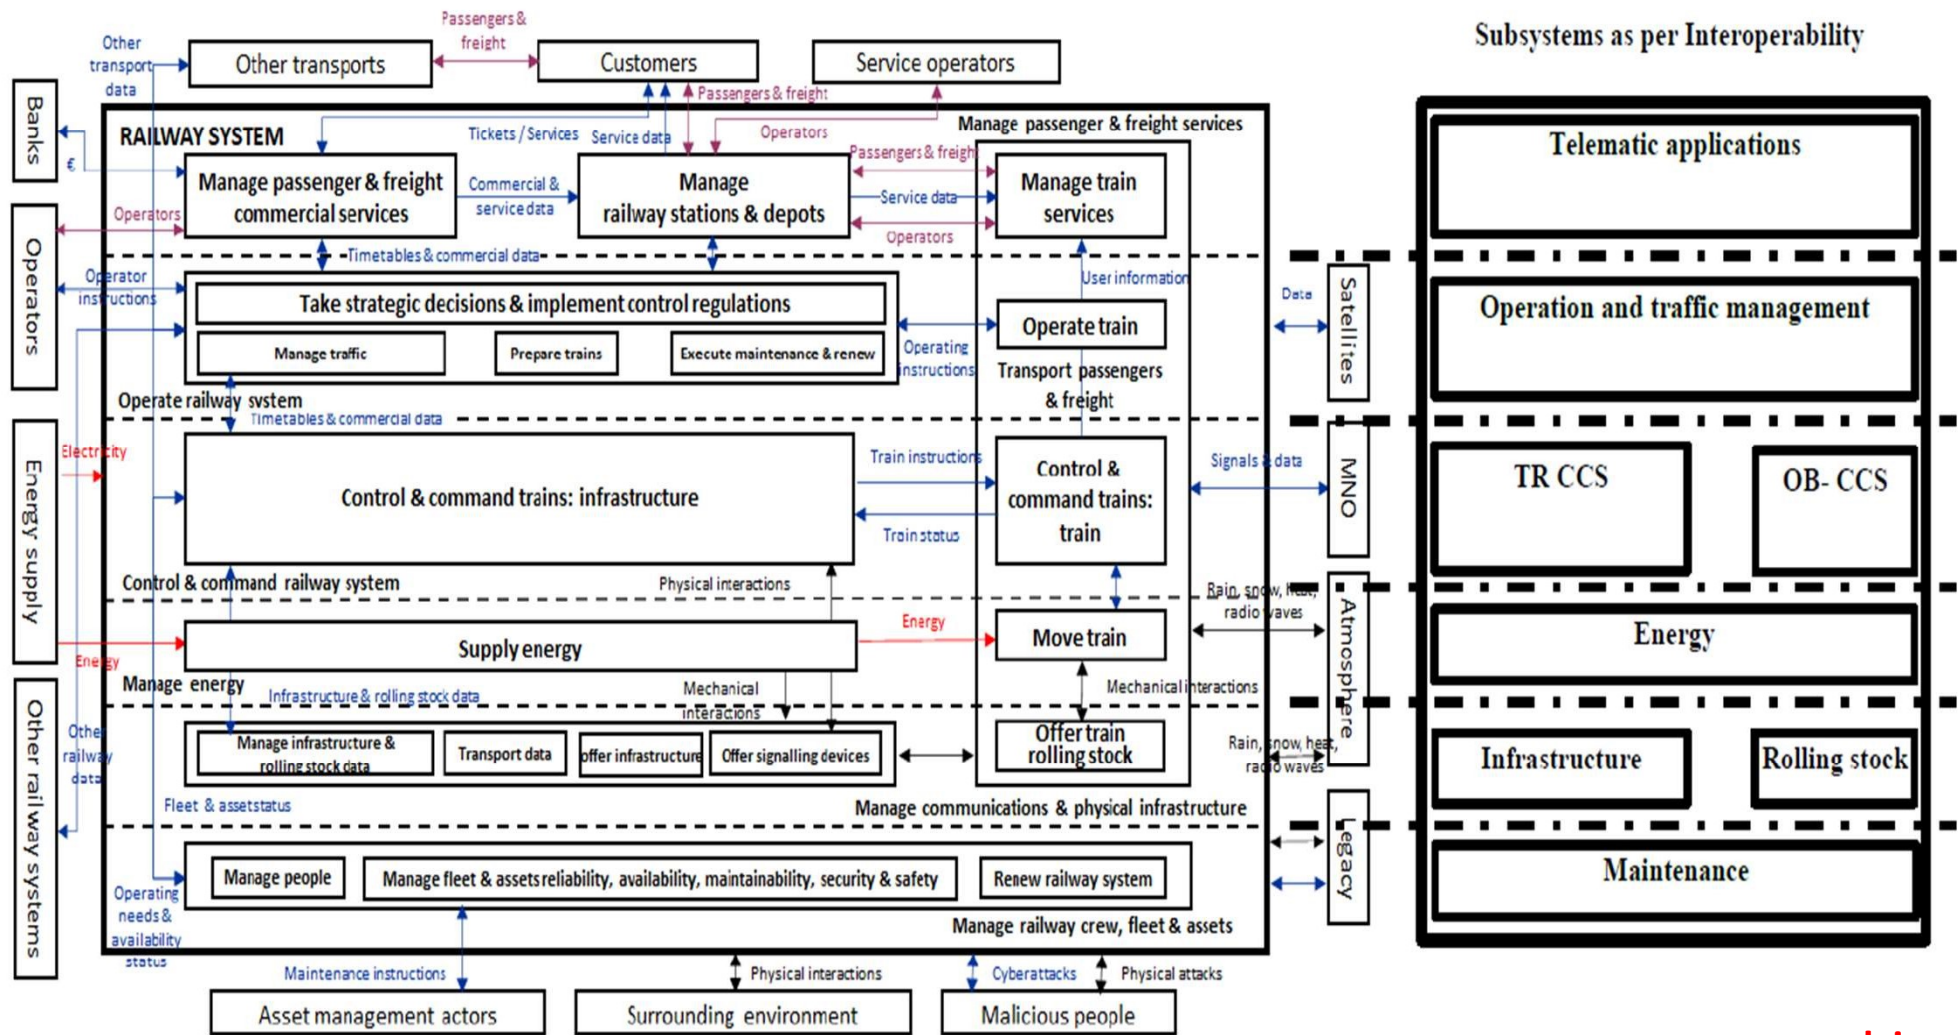 Subsystems as per Interoperability
Passengers &
freight
Other
transport
data
Other transports
Customers
Service operators
Passengers & freight
Banks
€
RAILWAY SYSTEM
Tickets / Services
Service data
Operators
Manage passenger & freight services
Passengers & freight
Manage passenger & freight
commercial services
Commercial &
service data
Manage
railway stations & depots
Service data
Manage train
services
Operators
Operators
Operators
Timetables & commercial data
Operator
instructions
User information
Take strategic decisions & implement control regulations
Manage traffic
Prepare trains
Execute maintenance & renew
Operating
instructions
Operate train
Transport passengers
& freight
Data
Satellites
Operate railway system
Timetables & commercial data
Energy supply
Electricity
Control & command trains: infrastructure
Train instructions
Train status
Control &
command trains:
train
Signals & data
MNO
Control & command railway system
Physical interactions
Rain, snow, heat,
radio waves
Atmosphere
Energy
Supply energy
Energy
Move train
Manage energy
Infrastructure & rolling stock data
Mechanical
interactions
Mechanical interactions
Other railway systems
Other
railway
data
Manage infrastructure &
rolling stock data
Transport data
offer infrastructure
Offer signalling devices
Offer train
rolling stock
Rain, snow, heat,
radio waves
Fleet & assetstatus
Manage communications & physical infrastructure
Legacy
Manage people
Manage fleet & assets reliability, availability, maintainability, security & safety
Renew railway system
Operating
needs &
availability
status
Manage railway crew, fleet & assets
Maintenance instructions
Physical interactions
Cyberattacks
Physical attacks
Asset management actors
Surrounding environment
Malicious people
Telematic applications
Operation and traffic management
TR CCS
OB- CCS
Energy
Infrastructure
Rolling stock
Maintenance